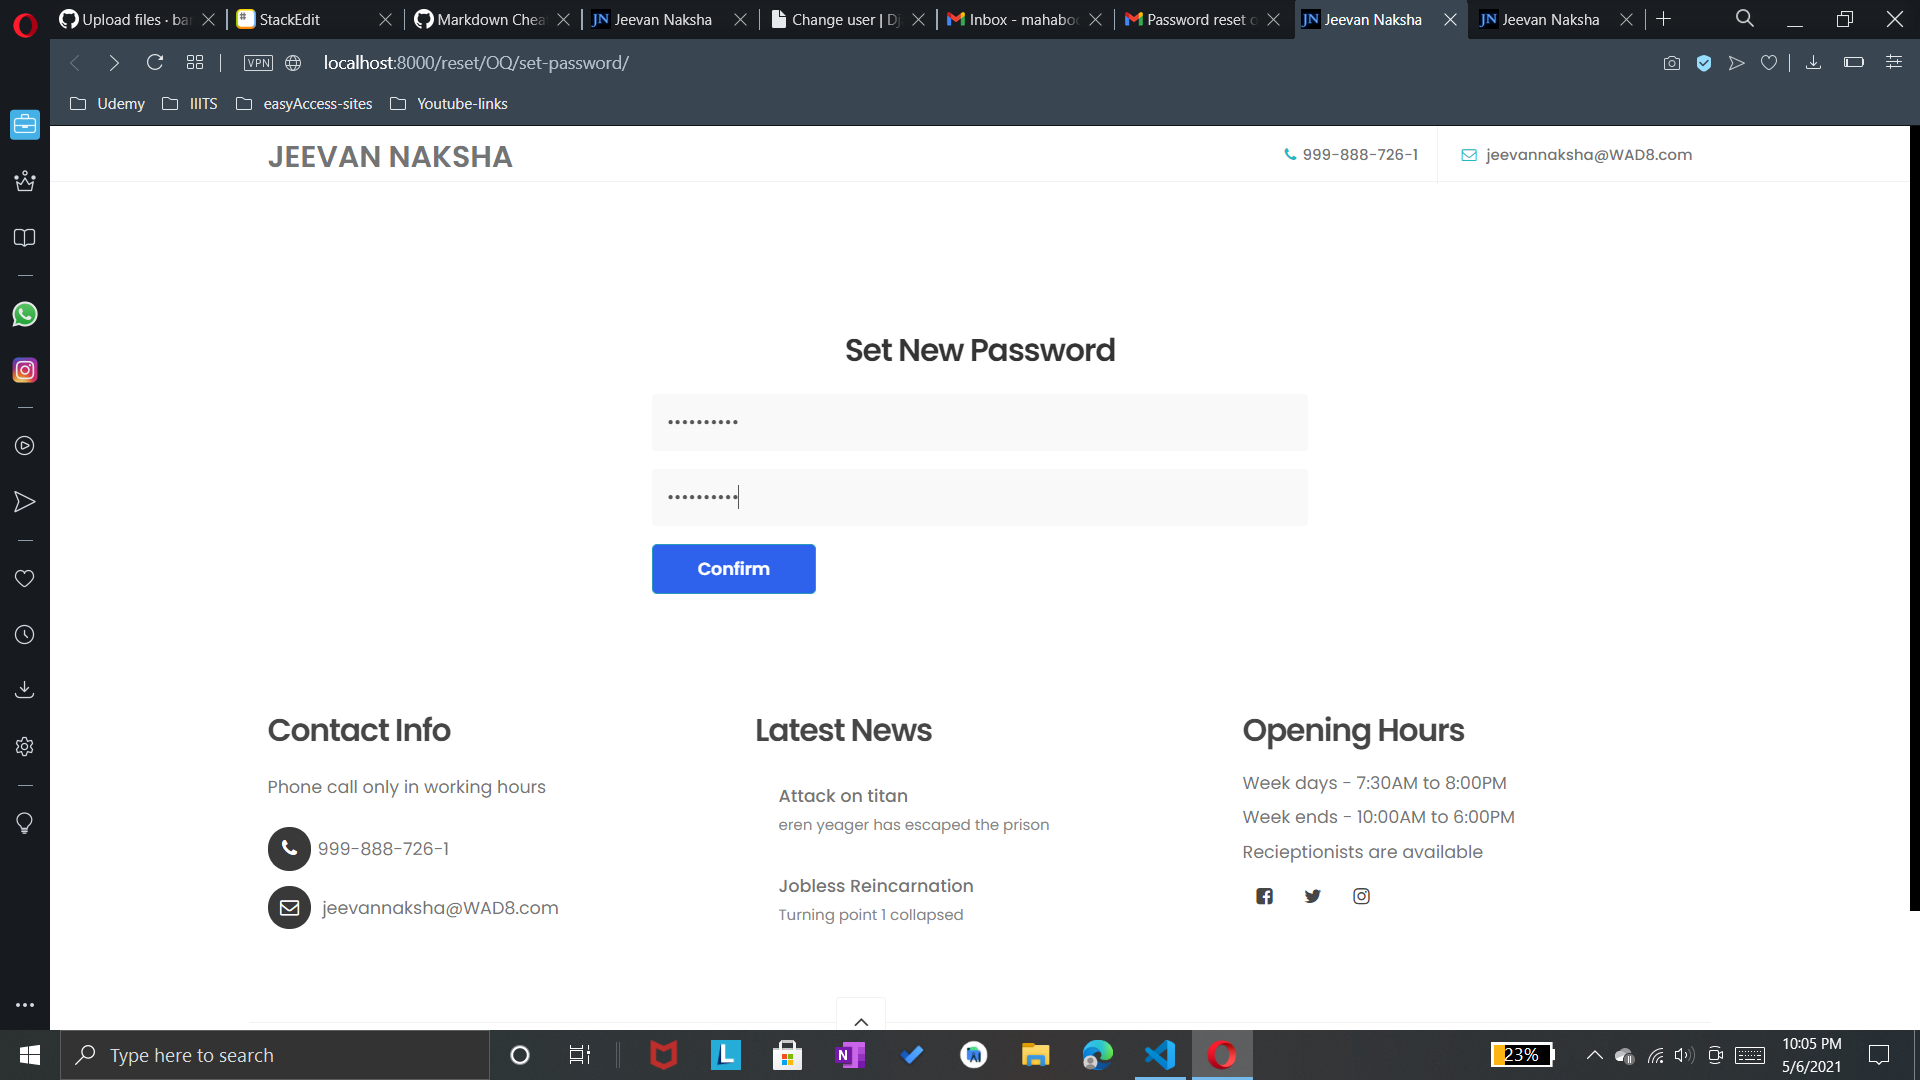 Upload files · ba
StackEdit
Markdown Chea
Jeevan Naksha
Change user | Dj
Inbox - mahaboo
Password reset o
Jeevan Naksha
Jeevan Naksha
VPN
localhost:8000/reset/OQ/set-password/
Udemy
IIITS
easyAccess-sites
Youtube-links
JEEVAN NAKSHA
999-888-726-1
jeevannaksha@WAD8.com
Set New Password
Confirm
Contact Info
Phone call only in working hours
999-888-726-1
jeevannaksha@WAD8.com
Latest News
Attack on titan
eren yeager has escaped the prison
Jobless Reincarnation
Turning point 1 collapsed
Opening Hours
Week days - 7:30AM to 8:00PM
Week ends - 10:00AM to 6:00PM
Recieptionists are available
Type here to search
23%
10:05 PM
5/6/2021